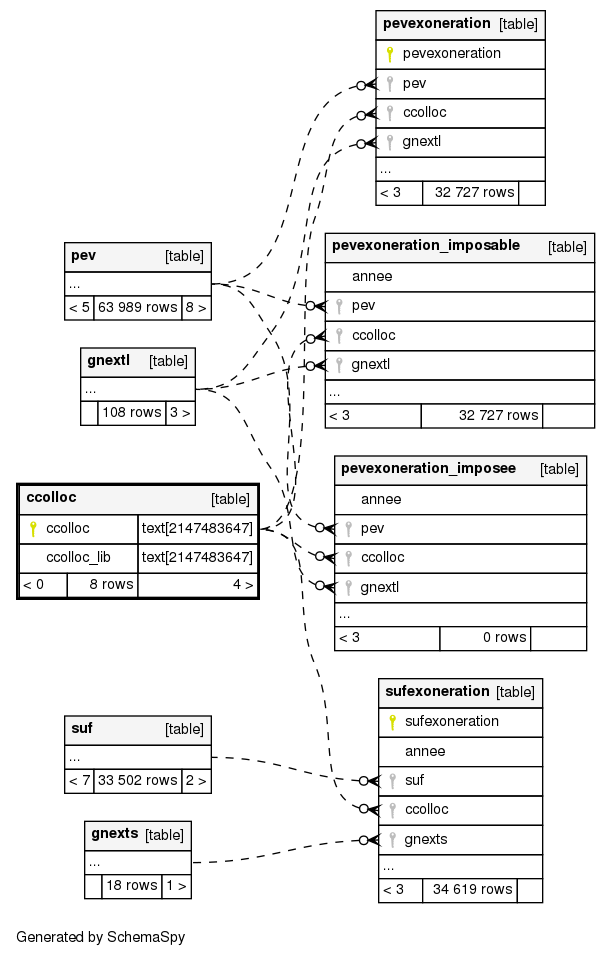 pevexoneration [table]
pevexoneration
pev
ccolloc
gnextl
...
< 3 32 727 rows
pev [table]
...
< 5 63 989 rows 8 >
pevexoneration_imposable [table]
annee
pev
ccolloc
gnextl
...
< 3 32 727 rows
gnextl [table]
...
108 rows 3 >
ccolloc [table]
ccolloc text[2147483647]
ccolloc_lib text[2147483647]
< 0 8 rows 4 >
pevexoneration_imposee [table]
annee
pev
ccolloc
gnextl
...
< 3 0 rows
suf [table]
...
< 7 33 502 rows 2 >
sufexoneration [table]
sufexoneration
annee
suf
ccolloc
gnexts
...
< 3 34 619 rows
gnexts [table]
...
18 rows 1 >
Generated by SchemaSpy